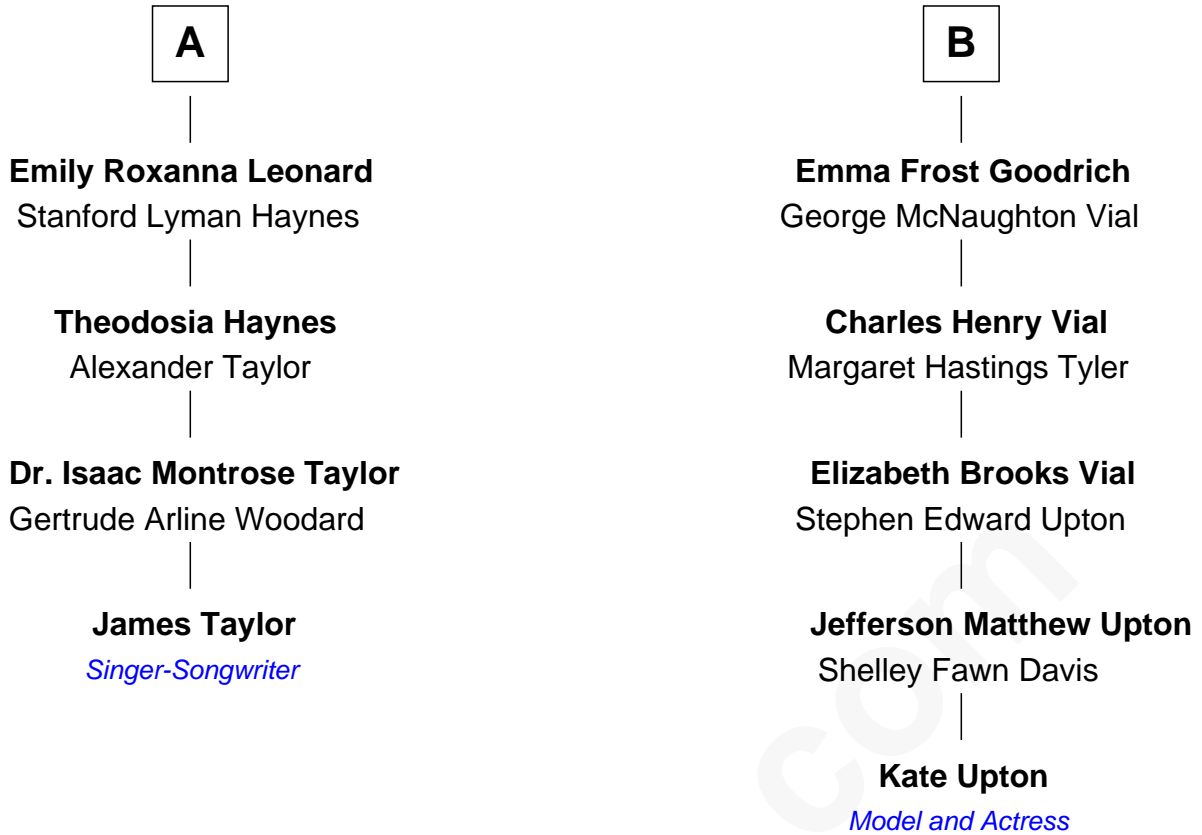 A
Emily Roxanna Leonard
Stanford Lyman Haynes
Theodosia Haynes
Alexander Taylor
Dr. Isaac Montrose Taylor
Gertrude Arline Woodard
James Taylor
Singer-Songwriter
B
Emma Frost Goodrich
George McNaughton Vial
Charles Henry Vial
Margaret Hastings Tyler
Elizabeth Brooks Vial
Stephen Edward Upton
Jefferson Matthew Upton
Shelley Fawn Davis
Kate Upton
Model and Actress
com